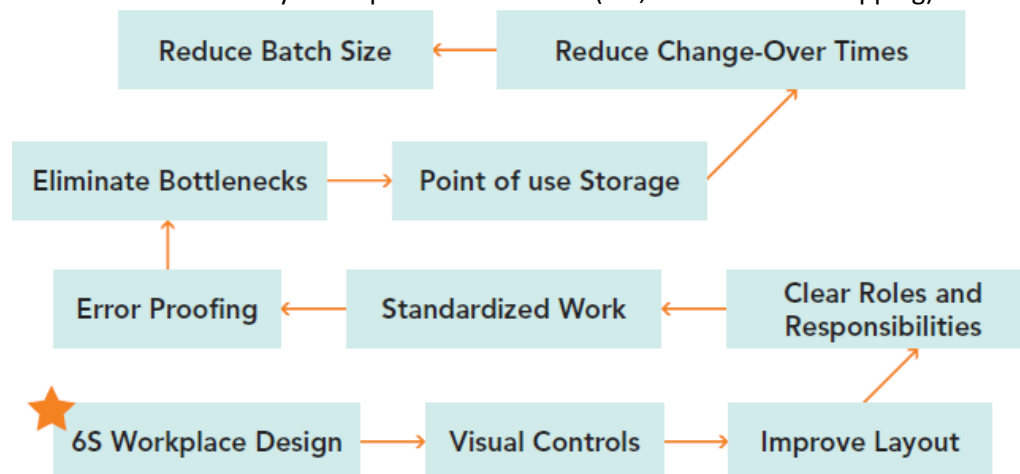 Reduce Batch Size
Reduce Change-Over Times
Eliminate Bottlenecks
Point of use Storage
Error Proofing
Standardized Work
Clear Roles and
Responsibilities
6S Workplace Design
Visual Controls
Improve Layout